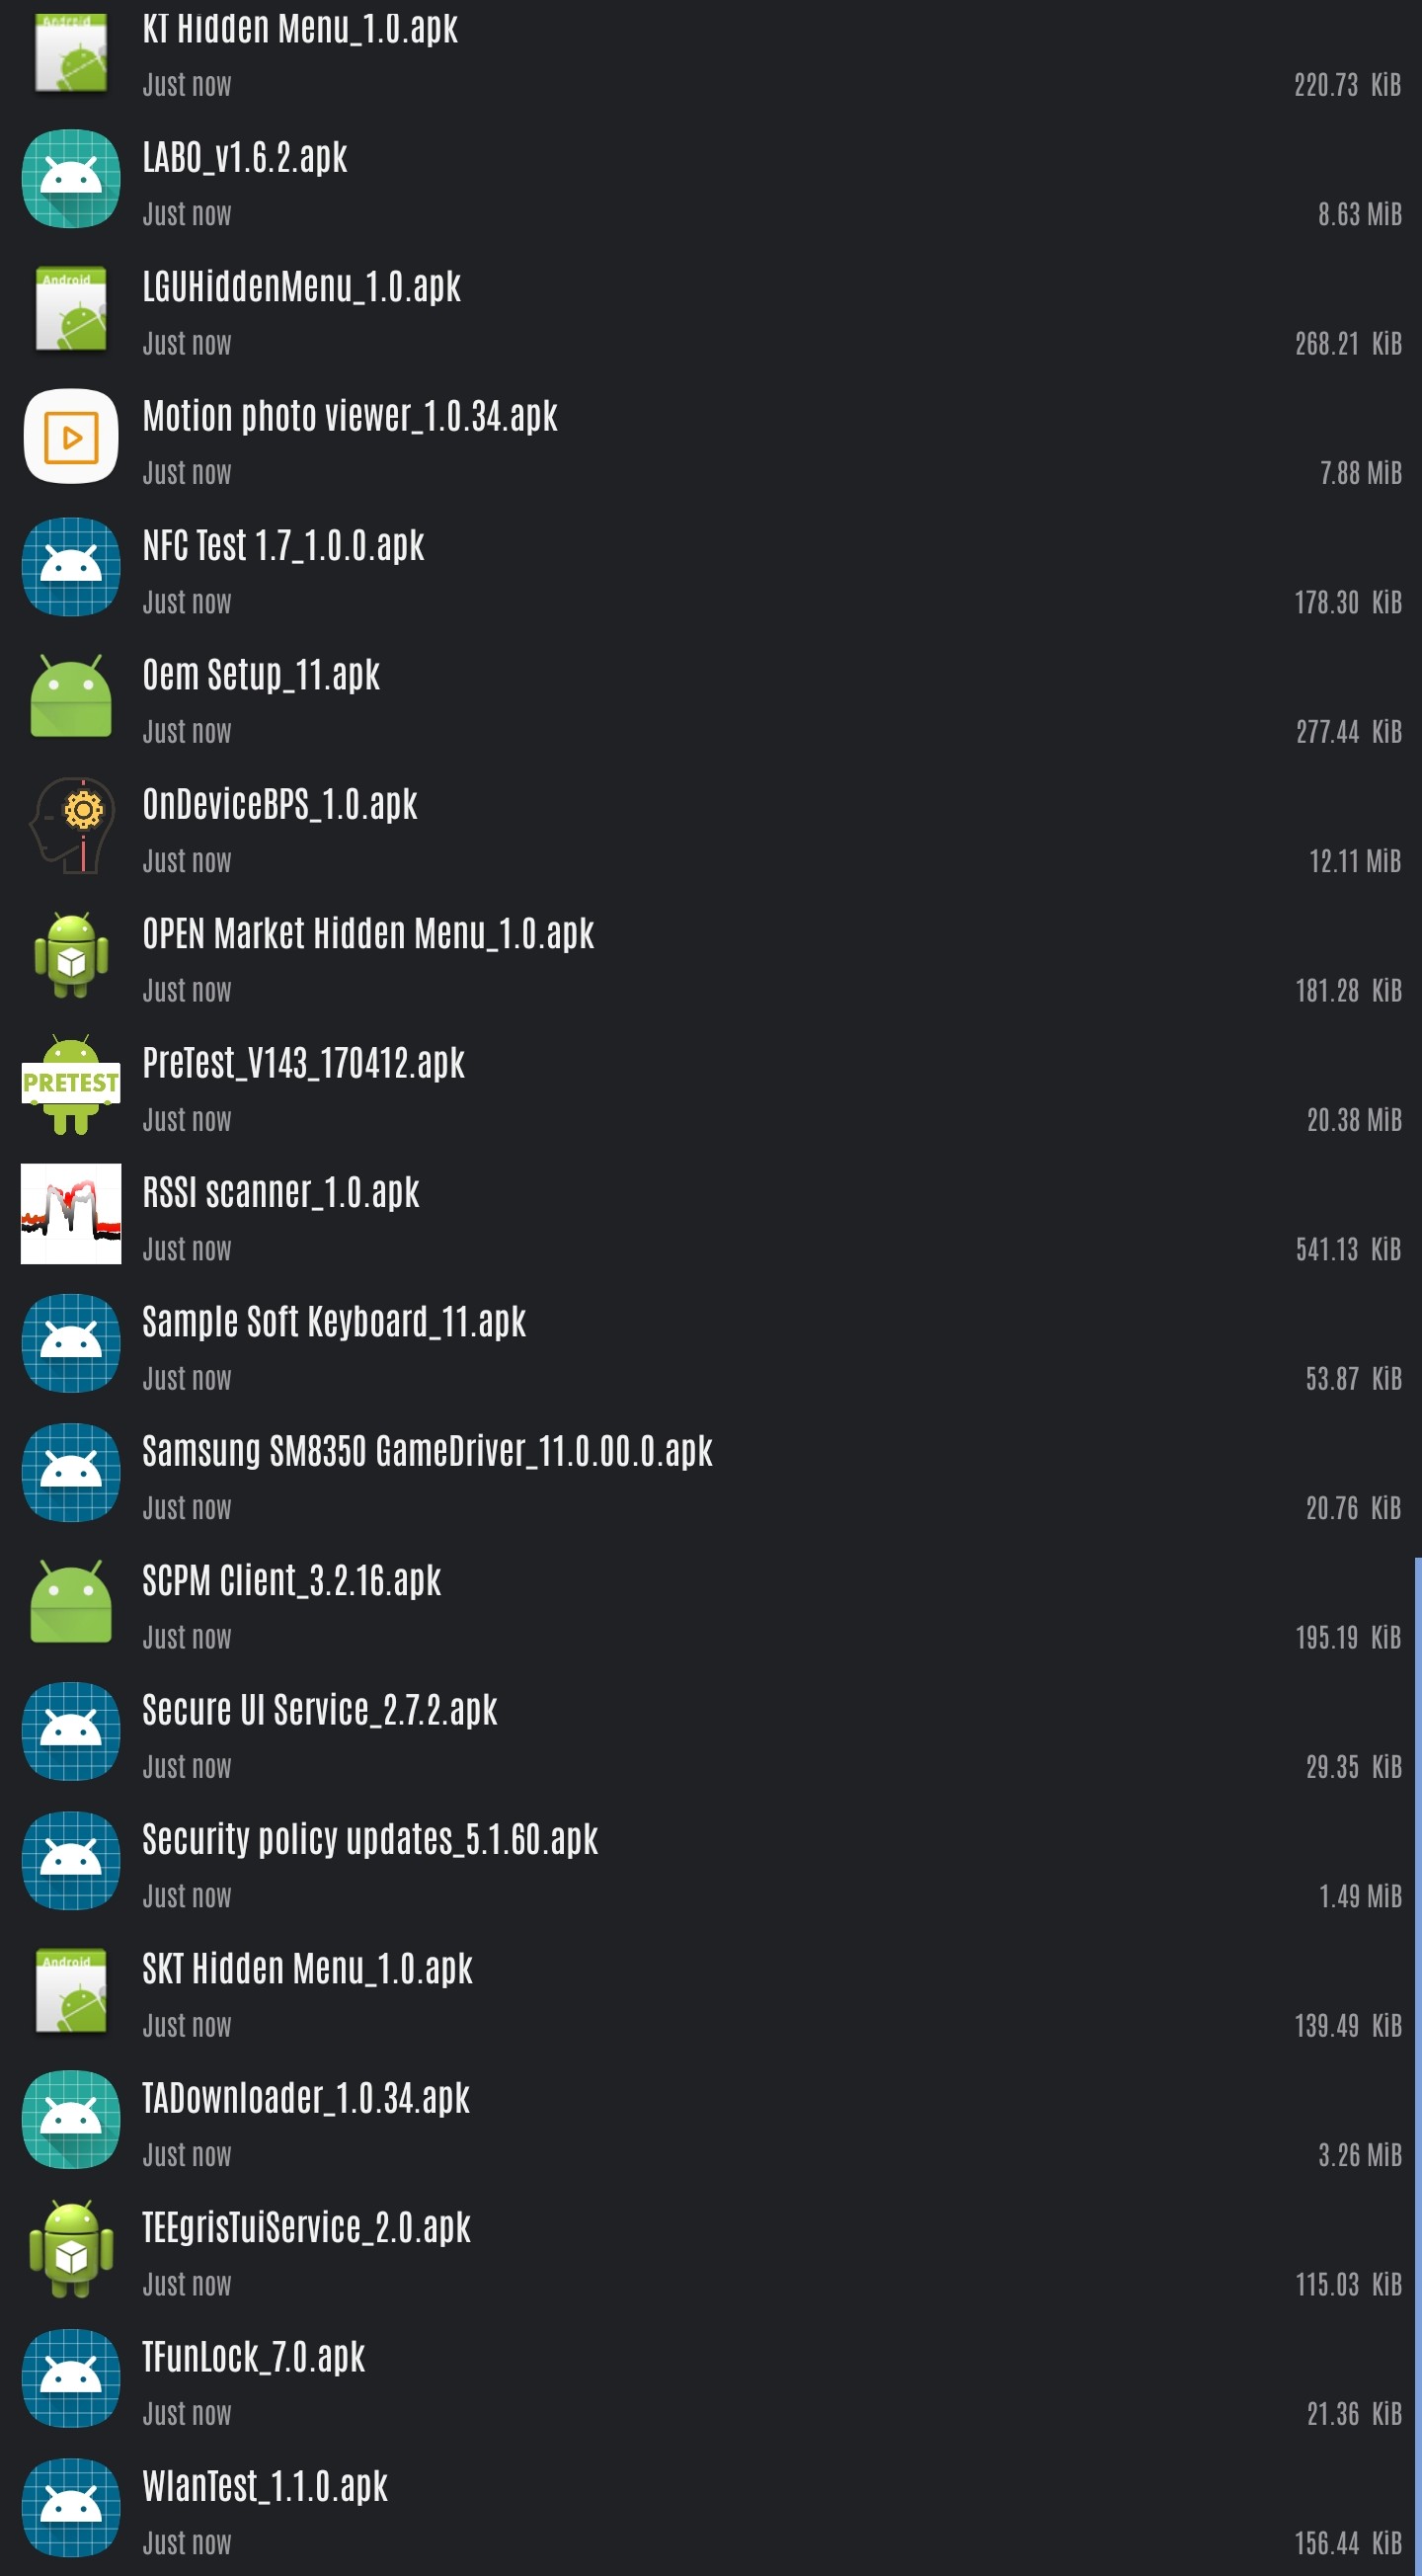 KT Hidden Menu_1.0.apk
Just now
220.73 KiB
LABO_v1.6.2.apk
Just now
8.63 MiB
Android
LGUHiddenMenu_1.0.apk
Just now
268.21 KiB
Motion photo viewer_1.0.34.apk
Just now
7.88 MiB
NFC Test 1.7_1.0.0.apk
Just now
178.30 KiB
Oem Setup_11.apk
Just now
277.44 KiB
OnDeviceBPS_1.0.apk
Just now
12.11 MiB
OPEN Market Hidden Menu_1.0.apk
Just now
181.28 KiB
PRETEST
PreTest_V143_170412.apk
Just now
20.38 MiB
RSSI scanner_1.0.apk
Just now
541.13 KiB
Sample Soft Keyboard_11.apk
Just now
53.87 KiB
Samsung SM8350 GameDriver_11.0.00.0.apk
Just now
20.76 KiB
SCPM Client_3.2.16.apk
Just now
195.19 KiB
Secure UI Service_2.7.2.apk
Just now
29.35 KiB
Security policy updates_5.1.60.apk
Just now
1.49 MiB
Android
SKT Hidden Menu_1.0.apk
Just now
139.49 KiB
TADownloader_1.0.34.apk
Just now
3.26 MiB
TEEgrisTuiService_2.0.apk
Just now
115.03 KiB
TFunLock_7.0.apk
Just now
21.36 KiB
WlanTest_1.1.0.apk
Just now
156.44 KiB